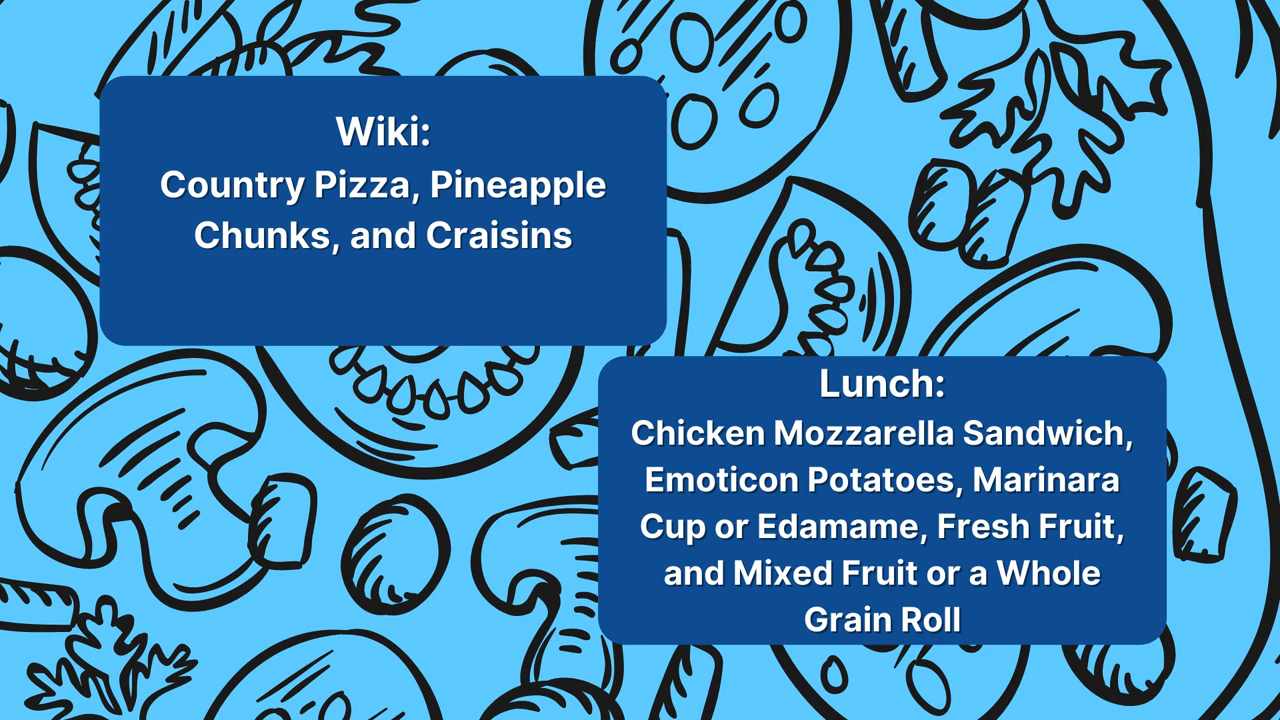 Wiki:
Country Pizza, Pineapple
Chunks, and Craisins
Lunch:
Chicken Mozzarella Sandwich,
Emoticon Potatoes, Marinara
Cup or Edamame, Fresh Fruit,
and Mixed Fruit or a Whole
Grain Roll